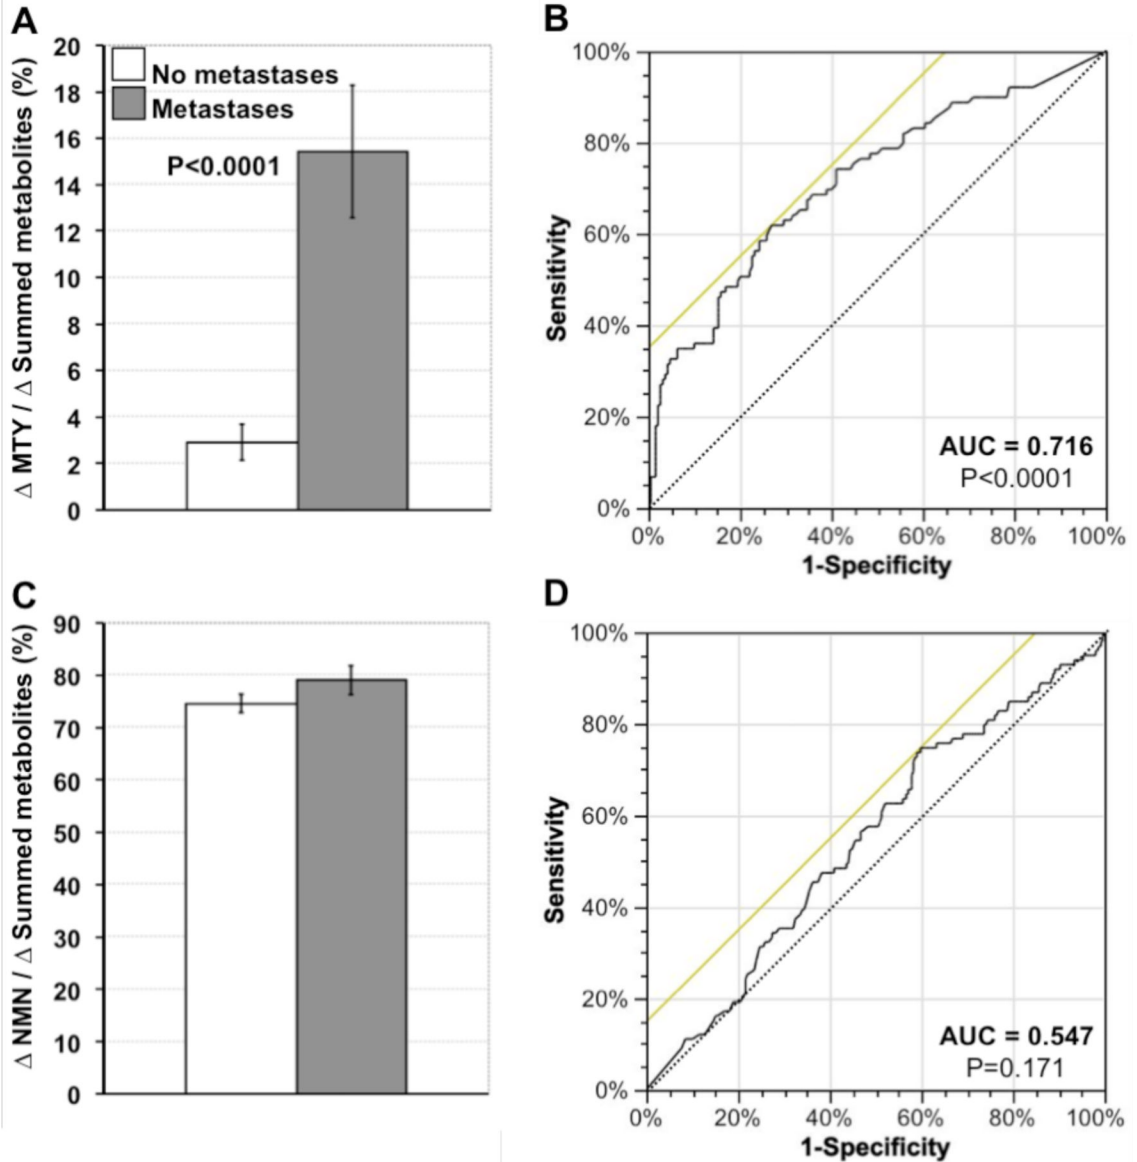 A
Δ MTY / Δ Summed metabolites (%)
20
18
16
14
12
10
8
6
4
2
0
No metastases
Metastases
P<0.0001
B
Sensitivity
100%
80%
60%
40%
20%
0%
AUC = 0.716
P<0.0001
0% 20% 40% 60% 80% 100%
1-Specificity
C
Δ NMN / Δ Summed metabolites (%)
90
80
70
60
50
40
30
20
10
0
D
Sensitivity
100%
80%
60%
40%
20%
0%
AUC = 0.547
P=0.171
0% 20% 40% 60% 80% 100%
1-Specificity